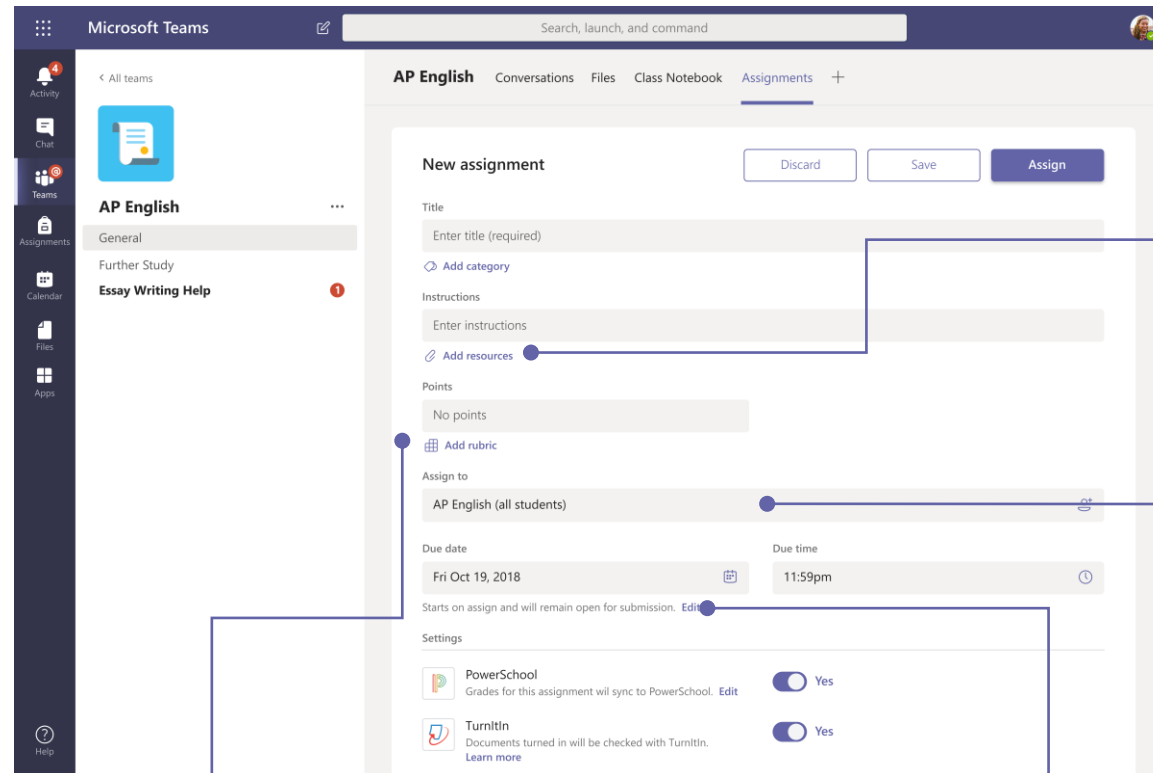 Microsoft Teams
Search, launch, and command
4
Activity
Chat
@
Teams
Assignments
Calendar
Files
Apps
Help
All teams
AP English
...
General
Further Study
Essay Writing Help
1
AP English Conversations Files Class Notebook Assignments +
New assignment
Discard
Save
Assign
Title
Enter title (required)
Add category
Instructions
Enter instructions
Add resources
Points
No points
Add rubric
Assign to
AP English (all students)
Due date
Due time
Fri Oct 19, 2018
11:59pm
Starts on assign and will remain open for submission. Edit
Settings
PowerSchool
Grades for this assignment wil sync to PowerSchool. Edit
Yes
TurnItIn
Documents turned in will be checked with TurnItIn.
Learn more
Yes